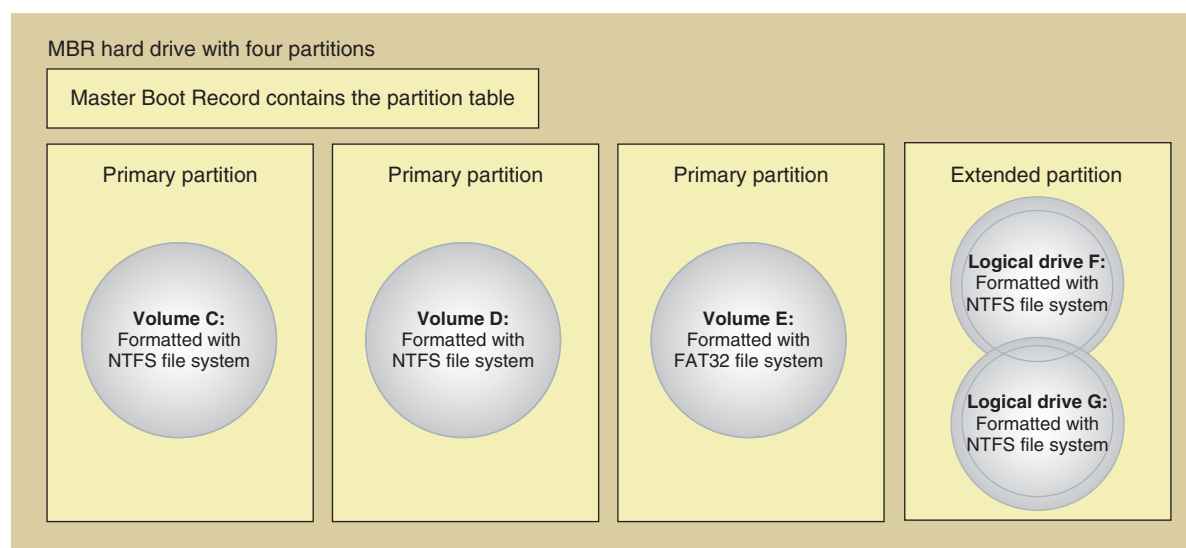 MBR hard drive with four partitions
Master Boot Record contains the partition table
Primary partition
Volume C:
Formatted with
NTFS file system
Primary partition
Volume D:
Formatted with
NTFS file system
Primary partition
Volume E:
Formatted with
FAT32 file system
Extended partition
Logical drive F:
Formatted with
NTFS file system
Logical drive G:
Formatted with
NTFS file system